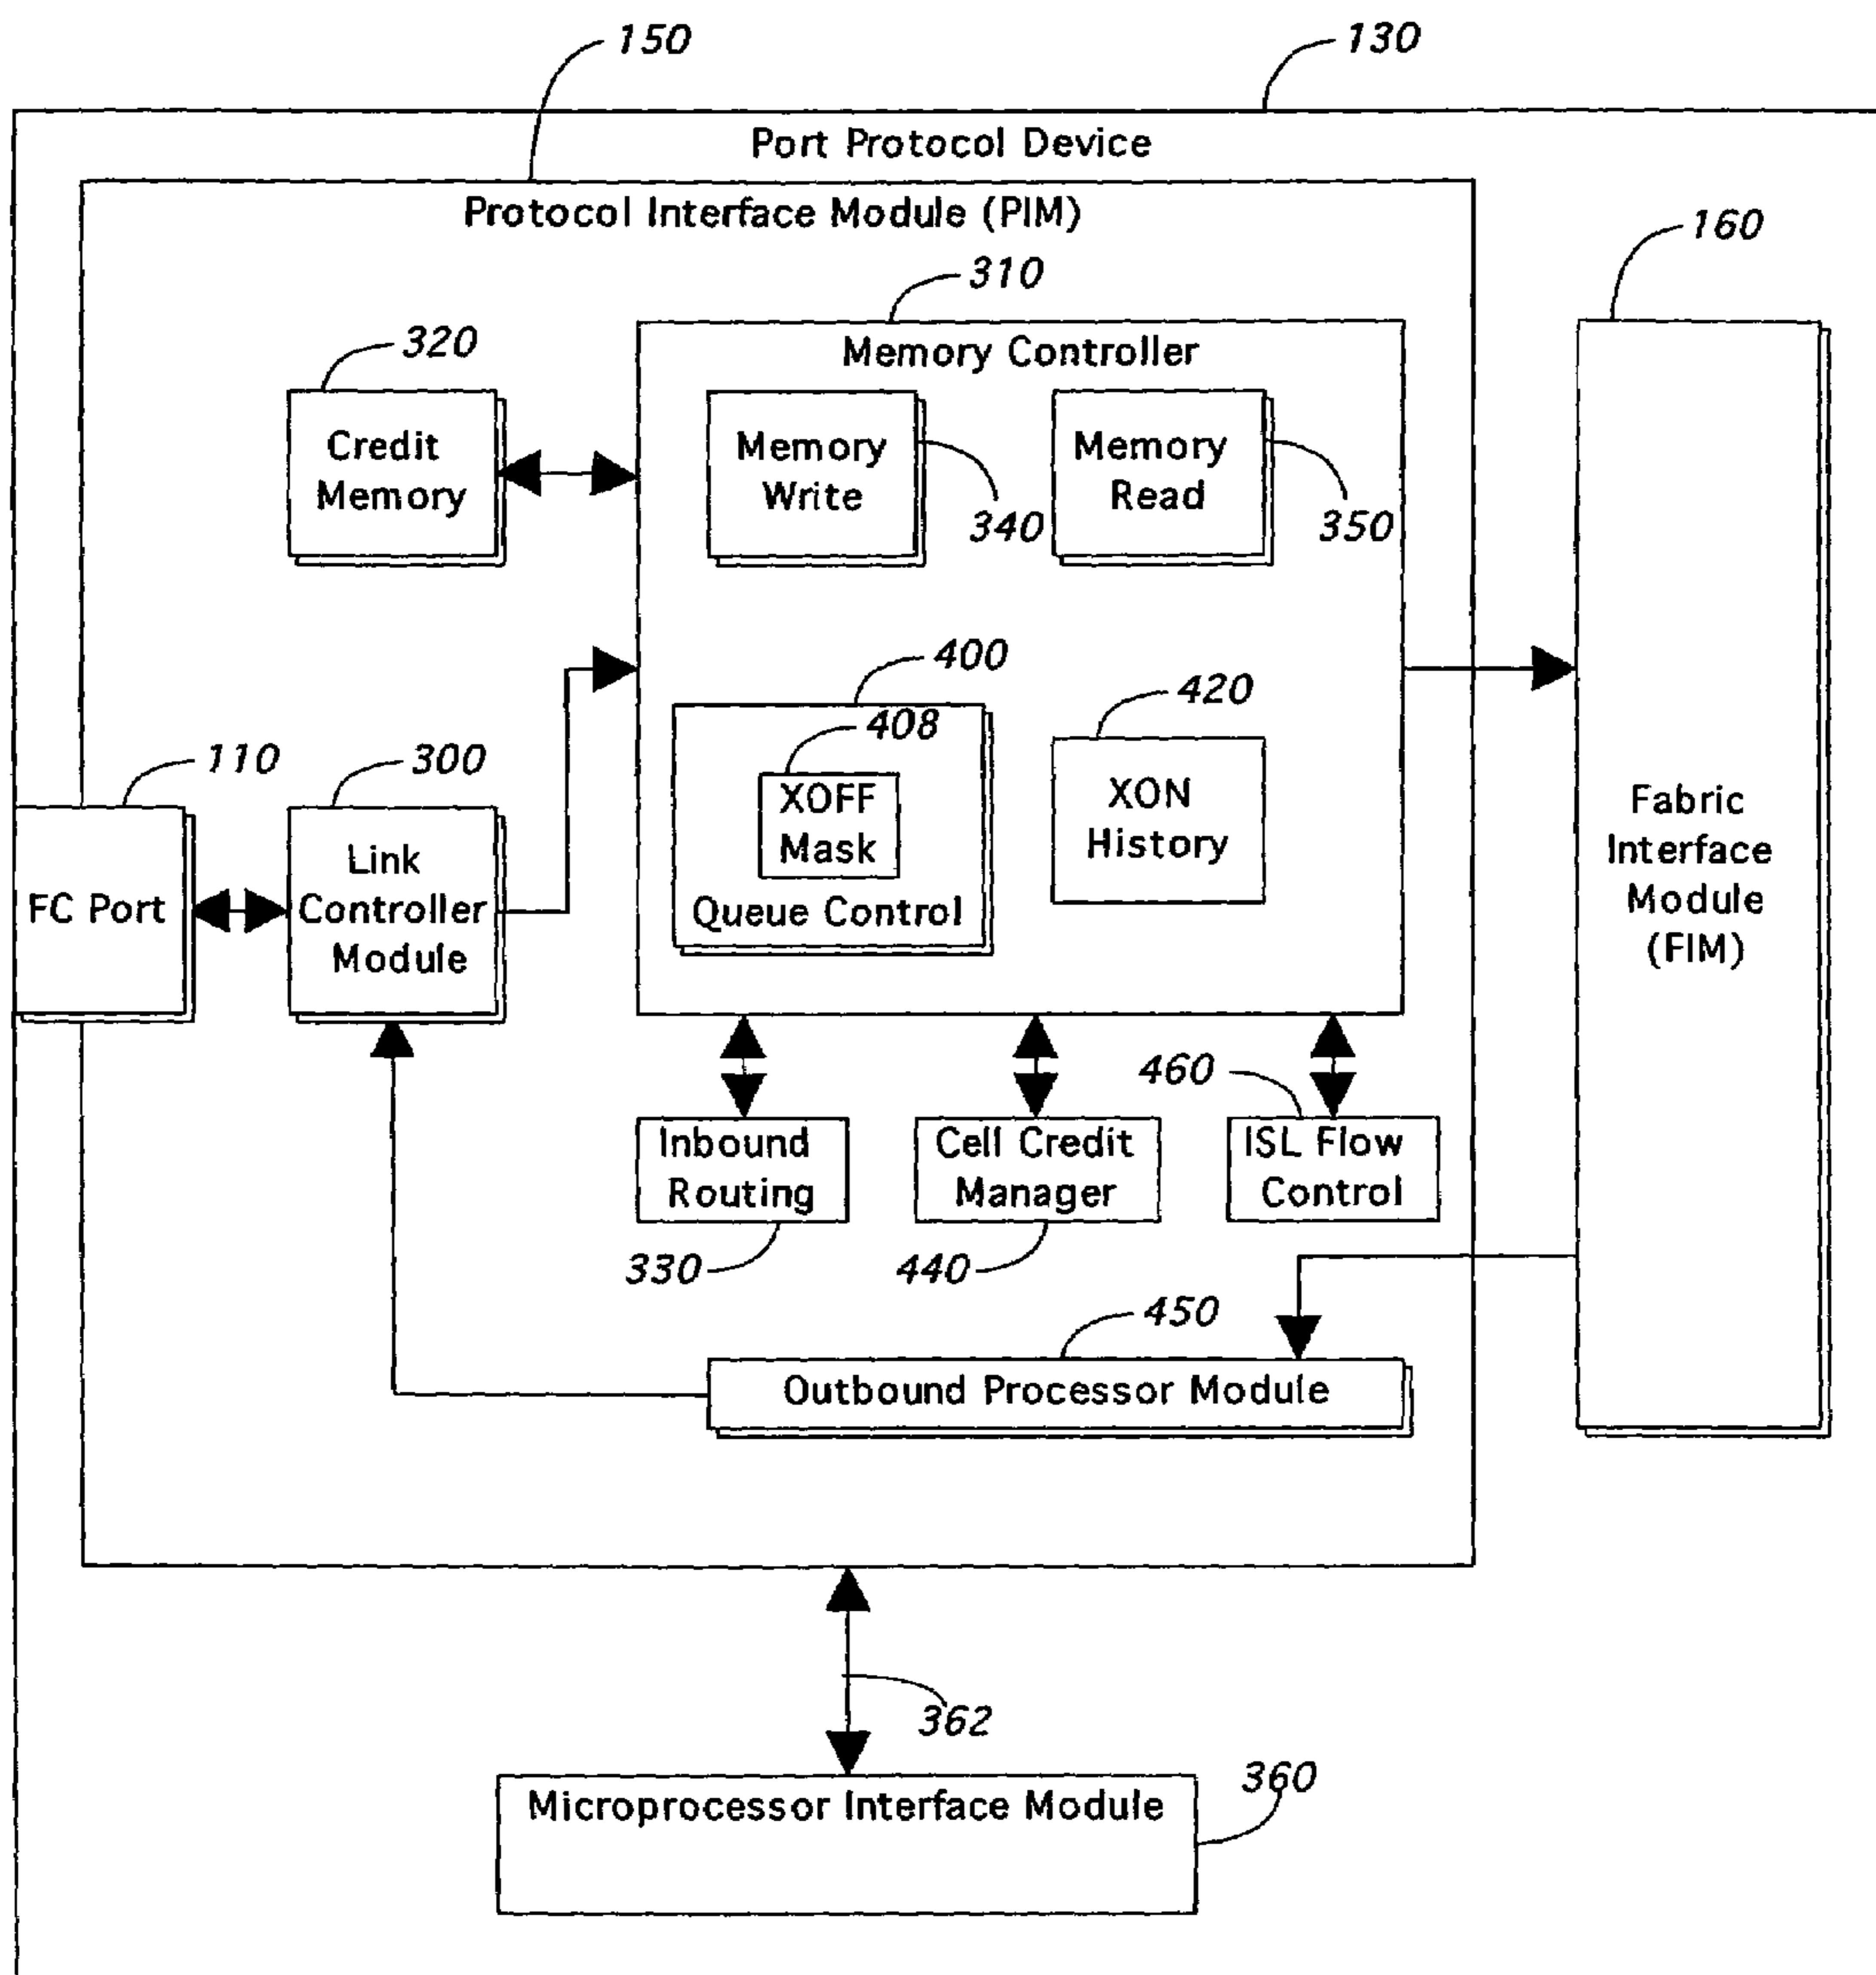 150
130
Port Protocol Device
Protocol Interface Module (PIM)
160
310
320
Memory Controller
Credit
Memory
Memory
Write
340
Memory
Read
350
400
408
XOFF
Mask
Queue Control
420
XON
History
110
FC Port
300
Link
Controller
Module
Fabric
Interface
Module
(FIM)
460
Inbound
Routing
330
Cell Credit
Manager
440
ISL Flow
Control
450
Outbound Processor Module
362
360
Microprocessor Interface Module